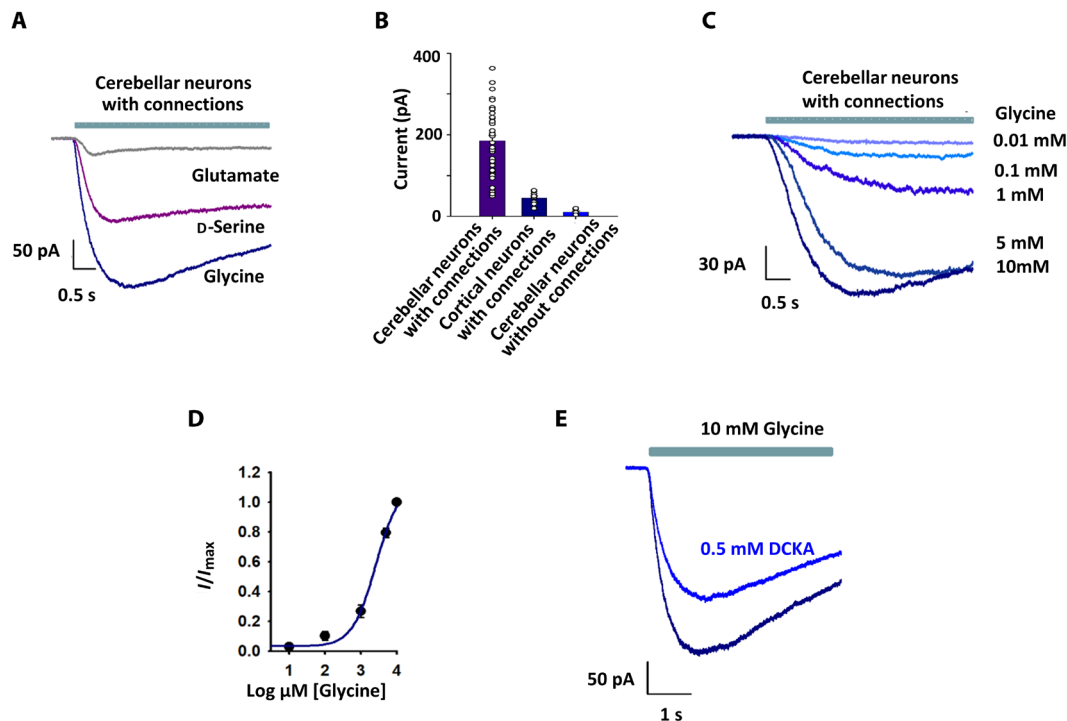 A
Cerebellar neurons
with connections
Glutamate
D-Serine
Glycine
50 pA
0.5 s
B
Current (pA)
400
200
0
Cerebellar neurons
with connections
Cortical neurons
with connections
Cerebellar neurons
without connections
C
Cerebellar neurons
with connections
Glycine
0.01 mM
0.1 mM
1 mM
5 mM
10mM
30 pA
0.5 s
D
I/Imax
1.2
1.0
0.8
0.6
0.4
0.2
0.0
1 2 3 4
Log μM [Glycine]
E
10 mM Glycine
0.5 mM DCKA
50 pA
1 s